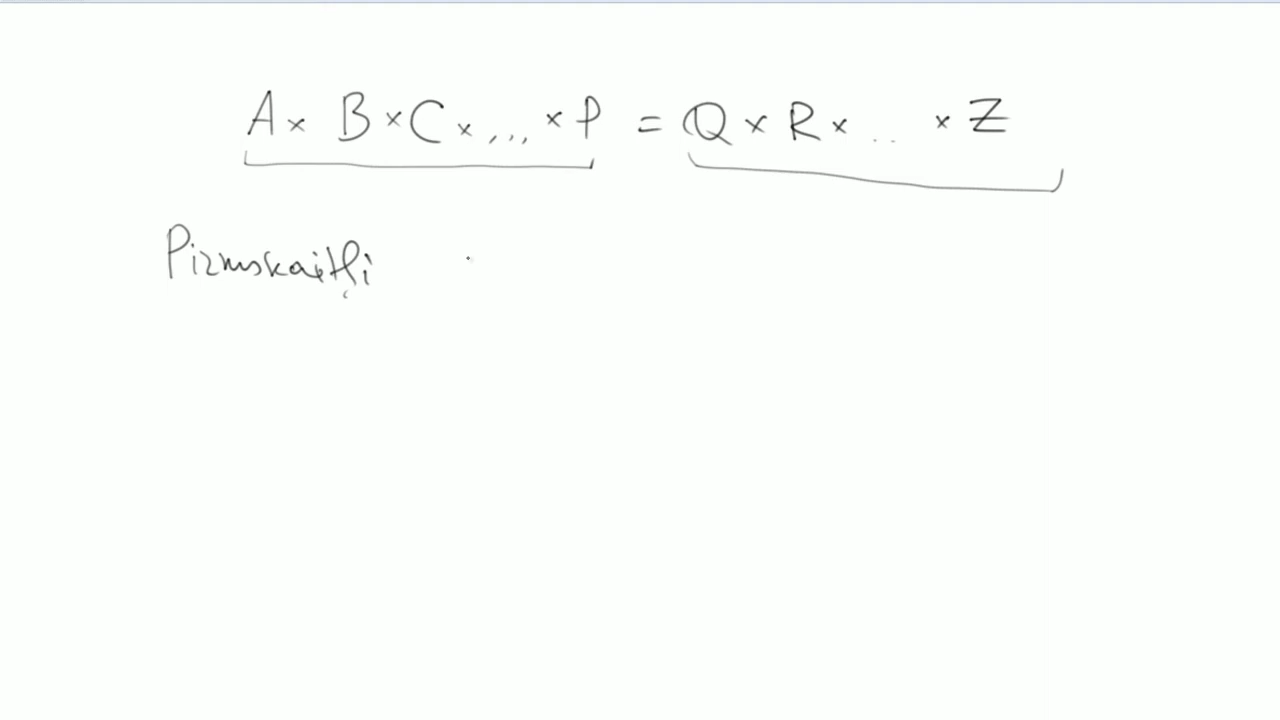 A × B × C × ... × P = Q × R × .. × Z
Pirmskaitļi